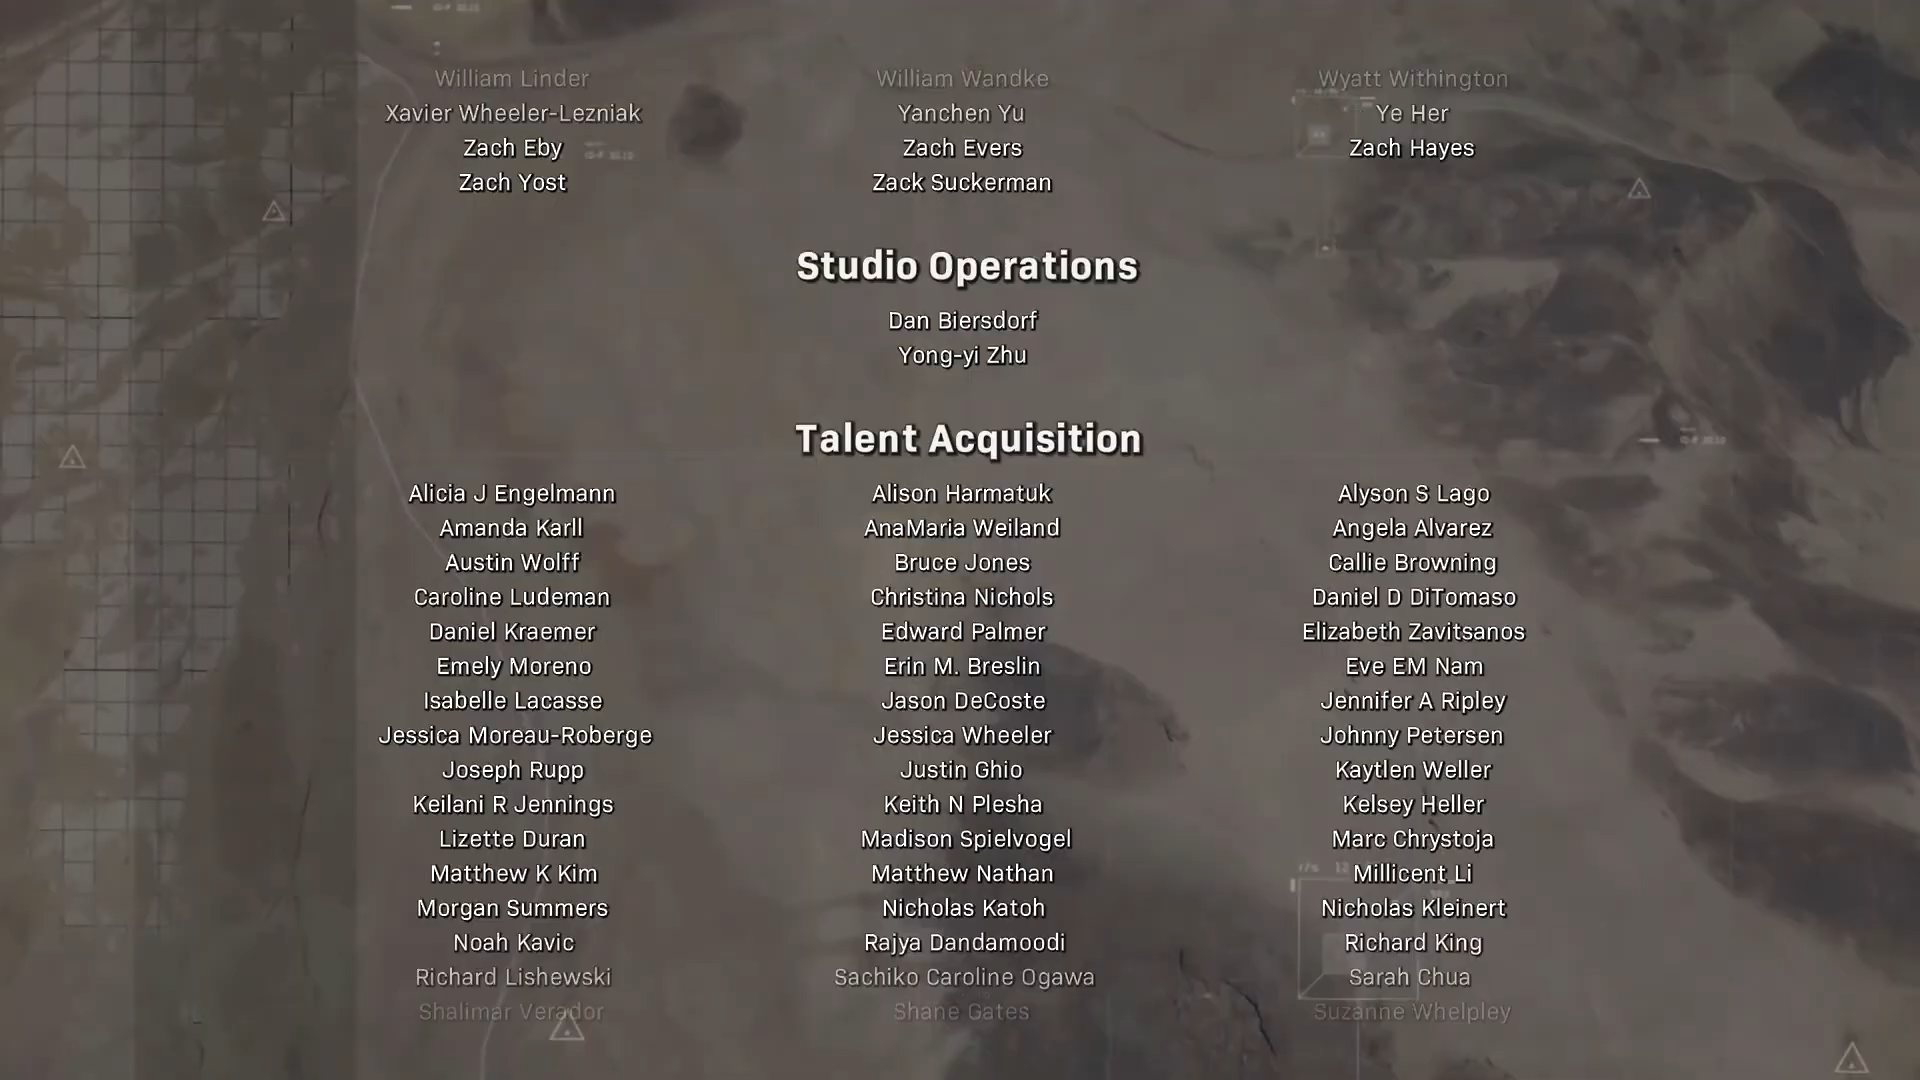 William Linder William Wandke Wyatt Withington
Xavier Wheeler-Lezniak Yanchen Yu Ye Her
Zach Eby Zach Evers Zach Hayes
Zach Yost Zack Suckerman
Studio Operations
Dan Biersdorf
Yong-yi Zhu
Talent Acquisition
Alicia J Engelmann Alison Harmatuk Alyson S Lago
Amanda Karll AnaMaria Weiland Angela Alvarez
Austin Wolff Bruce Jones Callie Browning
Caroline Ludeman Christina Nichols Daniel D DiTomaso
Daniel Kraemer Edward Palmer Elizabeth Zavitsanos
Emely Moreno Erin M. Breslin Eve EM Nam
Isabelle Lacasse Jason DeCoste Jennifer A Ripley
Jessica Moreau-Roberge Jessica Wheeler Johnny Petersen
Joseph Rupp Justin Ghio Kaytlen Weller
Keilani R Jennings Keith N Plesha Kelsey Heller
Lizette Duran Madison Spielvogel Marc Chrystoja
Matthew K Kim Matthew Nathan Millicent Li
Morgan Summers Nicholas Katoh Nicholas Kleinert
Noah Kavic Rajya Dandamoodi Richard King
Richard Lishewski Sachiko Caroline Ogawa Sarah Chua
Shalimar Verador Shane Gates Suzanne Whelpley